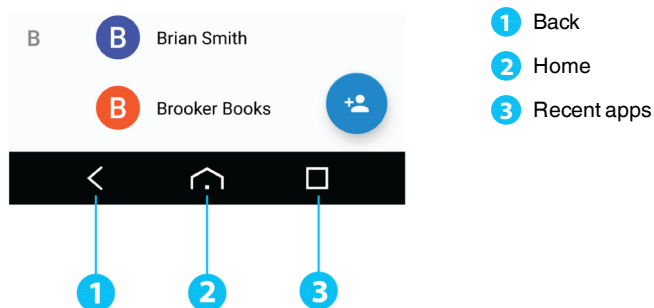 B B Brian Smith
B Brooker Books
1 2 3
1 Back
2 Home
3 Recent apps